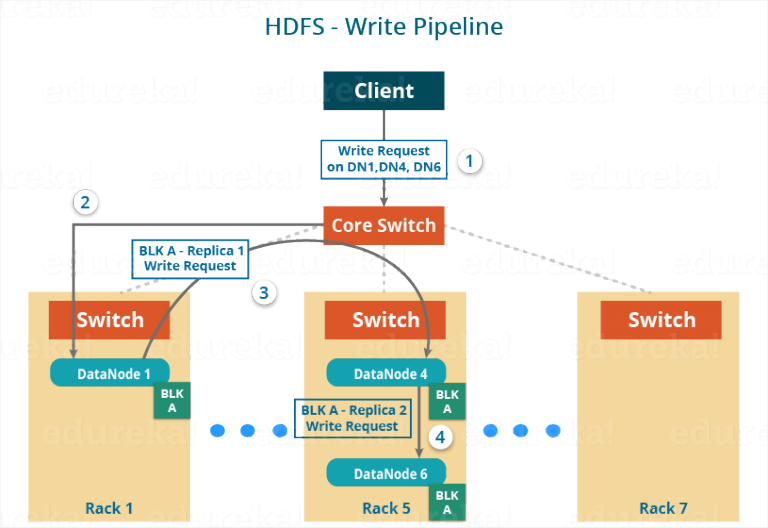 HDFS - Write Pipeline
Client
Write Request
on DN1,DN4, DN6
1
2
Core Switch
BLK A - Replica 1
Write Request
3
Switch
Switch
Switch
DataNode 1
DataNode 4
BLK
A
BLK
A
BLK A - Replica 2
Write Request
4
DataNode 6
BLK
A
Rack 1
Rack 5
Rack 7
edureka!